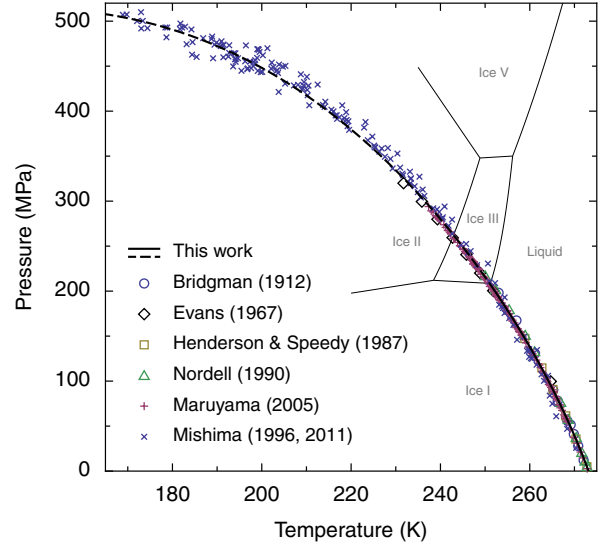 500
400
300
200
100
0
Pressure (MPa)
Ice V
Ice III
Ice II
Liquid
Ice I
This work
Bridgman (1912)
Evans (1967)
Henderson & Speedy (1987)
Nordell (1990)
Maruyama (2005)
Mishima (1996, 2011)
180 200 220 240 260
Temperature (K)